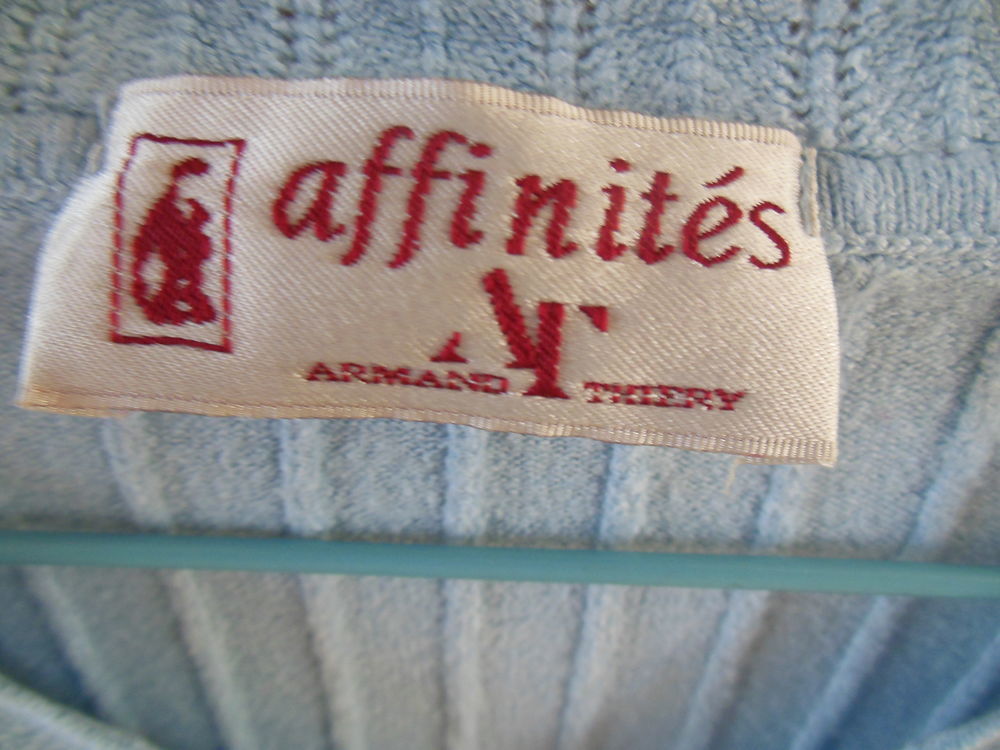 affinités
AT
ARMAND THIERY